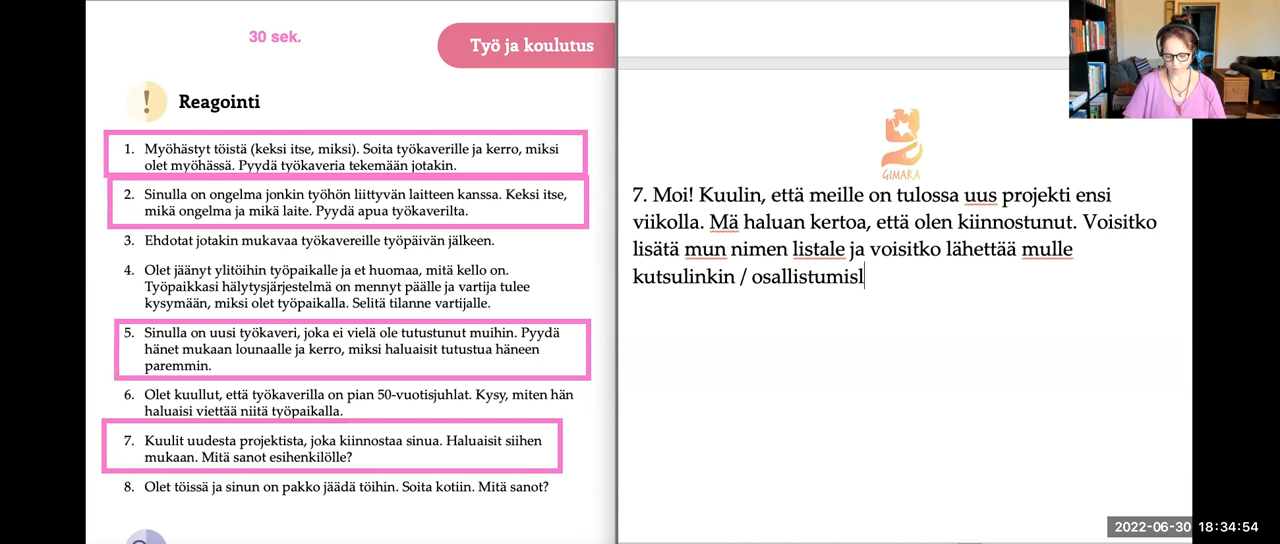 30 sek.
Työ ja koulutus
!
Reagointi
1. Myöhästyt töistä (keksi itse, miksi). Soita työkaverille ja kerro, miksi
olet myöhässä. Pyydä työkaveria tekemään jotakin.
2. Sinulla on ongelma jonkin työhön liittyvän laitteen kanssa. Keksi itse,
mikä ongelma ja mikä laite. Pyydä apua työkaverilta.
3. Ehdotat jotakin mukavaa työkavereille työpäivän jälkeen.
4. Olet jäänyt ylitöihin työpaikalle ja et huomaa, mitä kello on.
Työpaikkasi hälytysjärjestelmä on mennyt päälle ja vartija tulee
kysymään, miksi olet työpaikalla. Selitä tilanne vartijalle.
5. Sinulla on uusi työkaveri, joka ei vielä ole tutustunut muihin. Pyydä
hänet mukaan lounaalle ja kerro, miksi haluaisit tutustua häneen
paremmin.
6. Olet kuullut, että työkaverilla on pian 50-vuotisjuhlat. Kysy, miten hän
haluaisi viettää niitä työpaikalla.
7. Kuulit uudesta projektista, joka kiinnostaa sinua. Haluaisit siihen
mukaan. Mitä sanot esihenkilölle?
8. Olet töissä ja sinun on pakko jäädä töihin. Soita kotiin. Mitä sanot?
GIMARA
7. Moi! Kuulin, että meille on tulossa uus projekti ensi
viikolla. Mä haluan kertoa, että olen kiinnostunut. Voisitko
lisätä mun nimen listale ja voisitko lähettää mulle
kutsulinkin / osallistumisl
2022-06-30 18:34:54